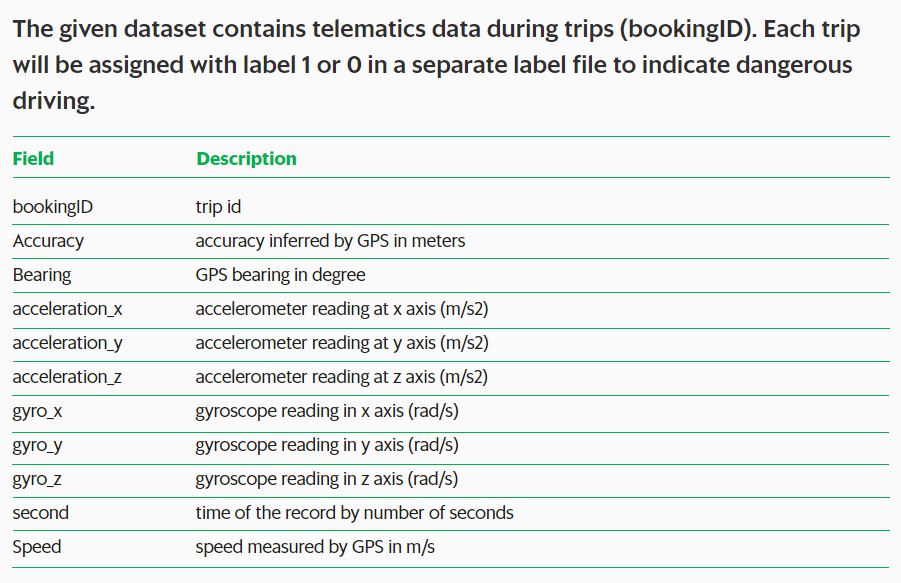 The given dataset contains telematics data during trips (bookingID). Each trip
will be assigned with label 1 or 0 in a separate label file to indicate dangerous
driving.
Field Description
bookingID trip id
Accuracy accuracy inferred by GPS in meters
Bearing GPS bearing in degree
acceleration_x accelerometer reading at x axis (m/s2)
acceleration_y accelerometer reading at y axis (m/s2)
acceleration_z accelerometer reading at z axis (m/s2)
gyro_x gyroscope reading in x axis (rad/s)
gyro_y gyroscope reading in y axis (rad/s)
gyro_z gyroscope reading in z axis (rad/s)
second time of the record by number of seconds
Speed speed measured by GPS in m/s